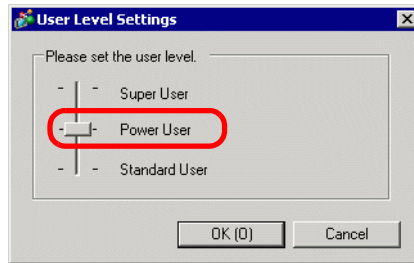 User Level Settings
Please set the user level.
Super User
Power User
Standard User
OK (O)
Cancel